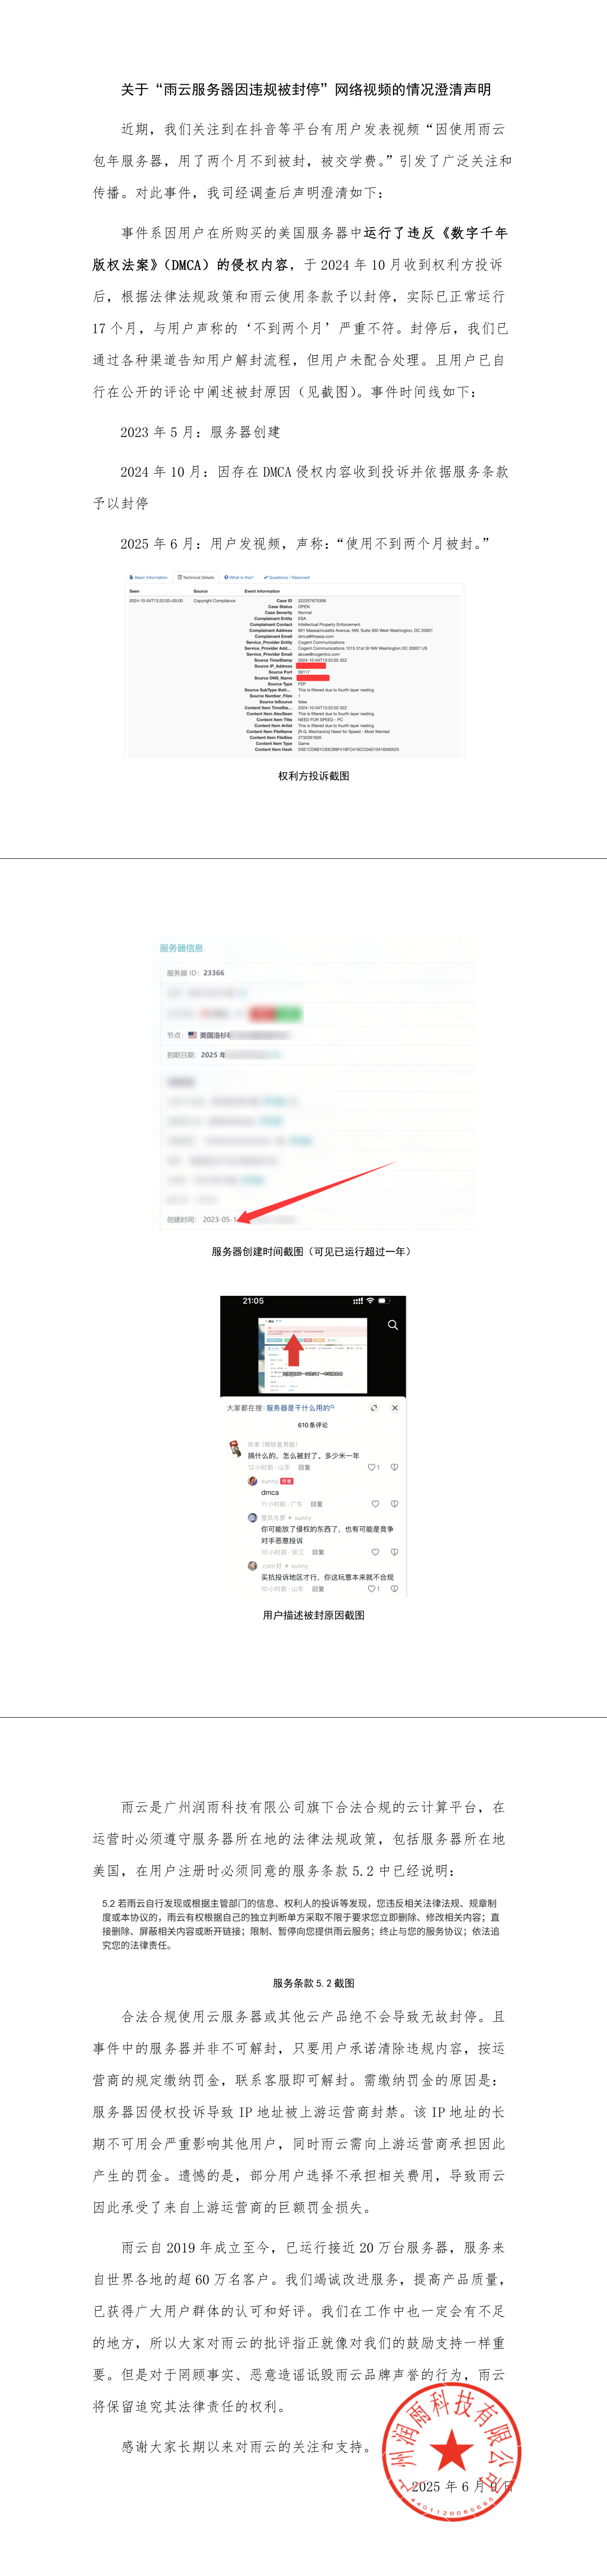 关于“雨云服务器因违规被封停”网络视频的情况澄清声明
近期，我们关注到在抖音等平台有用户发表视频“因使用雨云
包年服务器，用了两个月不到被封，被交学费。”引发了广泛关注和
传播。对此事件，我司经调查后声明澄清如下：
事件系因用户在所购买的美国服务器中运行了违反《数字千年
版权法案》（DMCA）的侵权内容，于 2024 年 10 月收到权利方投诉
后，根据法律法规政策和雨云使用条款予以封停，实际已正常运行
17 个月，与用户声称的‘不到两个月’严重不符。封停后，我们已
通过各种渠道告知用户解封流程，但用户未配合处理。且用户已自
行在公开的评论中阐述被封原因（见截图）。事件时间线如下：
2023 年 5 月：服务器创建
2024 年 10 月：因存在 DMCA 侵权内容收到投诉并依据服务条款
予以封停
2025 年 6 月：用户发视频，声称：“使用不到两个月被封。”
Basic Information Technical Details What is this? Questions / Resolved!
Seen Source Event information
2024-10-04T13:22:02+00:00 Copyright Compliance Case ID 222257675309
Case Status OPEN
Case Severity Normal
Complainant Entity ESA
Complainant Contact Intellectual Property Enforcement
Complainant Address 601 Massachusetts Avenue, NW, Suite 300 West Washington, DC 20001
Complainant Email dmca@theesa.com
Service_Provider Entity Cogent Communications
Service_Provider Add... Cogent Communications 1015 31st St NW Washington DC 20007 US
Service_Provider Email abuse@cogentco.com
Source TimeStamp 2024-10-04T13:22:02.32Z
Source IP_Address
Source Port 59117
Source DNS_Name
Source Type P2P
Source SubType Batt... This is filtered due to fourth layer nesting
Source Number_Files 1
Source IsSource false
Content Item TimeSta... 2024-10-04T13:22:02.32Z
Content Item AlsoSeen This is filtered due to fourth layer nesting
Content Item Title NEED FOR SPEED - PC
Content Item Artist This is filtered due to fourth layer nesting
Content Item FileName [R.G. Mechanics] Need for Speed - Most Wanted
Content Item FileSize 2732261626
Content Item Type Game
Content Item Hash
权利方投诉截图
服务器信息
服务器 ID： 23366
节点： 美国洛杉
到期日期： 2025 年
创建时间： 2023-05-1
服务器创建时间截图（可见已运行超过一年）
21:05
大家都在搜：服务器是干什么用的
610条评论
搞什么的，怎么被封了。多少米一年
12小时前 · 山东 回复 1
sunny 作者
dmca
11小时前 · 广东 回复
雪鸟与梦 ▸ sunny
你可能放了侵权的东西了，也有可能是竞争
对手恶意投诉
10小时前 · 浙江 回复
.com好 ▸ sunny
买抗投诉地区才行，你这玩意本来就不合规
10小时前 · 山东 回复 1
用户描述被封原因截图
雨云是广州润雨科技有限公司旗下合法合规的云计算平台，在
运营时必须遵守服务器所在地的法律法规政策，包括服务器所在地
美国，在用户注册时必须同意的服务条款 5.2 中已经说明：
5.2 若雨云自行发现或根据主管部门的信息、权利人的投诉等发现，您违反相关法律法规、规章制
度或本协议的，雨云有权根据自己的独立判断单方采取不限于要求您立即删除、修改相关内容；直
接删除、屏蔽相关内容或断开链接；限制、暂停向您提供雨云服务；终止与您的服务协议；依法追
究您的法律责任。
服务条款 5.2 截图
合法合规使用云服务器或其他云产品绝不会导致无故封停。且
事件中的服务器并非不可解封，只要用户承诺清除违规内容，按运
营商的规定缴纳罚金，联系客服即可解封。需缴纳罚金的原因是：
服务器因侵权投诉导致 IP 地址被上游运营商封禁。该 IP 地址的长
期不可用会严重影响其他用户，同时雨云需向上游运营商承担因此
产生的罚金。遗憾的是，部分用户选择不承担相关费用，导致雨云
因此承受了来自上游运营商的巨额罚金损失。
雨云自 2019 年成立至今，已运行接近 20 万台服务器，服务来
自世界各地的超 60 万名客户。我们竭诚改进服务，提高产品质量，
已获得广大用户群体的认可和好评。我们在工作中也一定会有不足
的地方，所以大家对雨云的批评指正就像对我们的鼓励支持一样重
要。但是对于罔顾事实、恶意造谣诋毁雨云品牌声誉的行为，雨云
将保留追究其法律责任的权利。
感谢大家长期以来对雨云的关注和支持。
广州润雨科技有限公司
2025 年 6 月 9 日